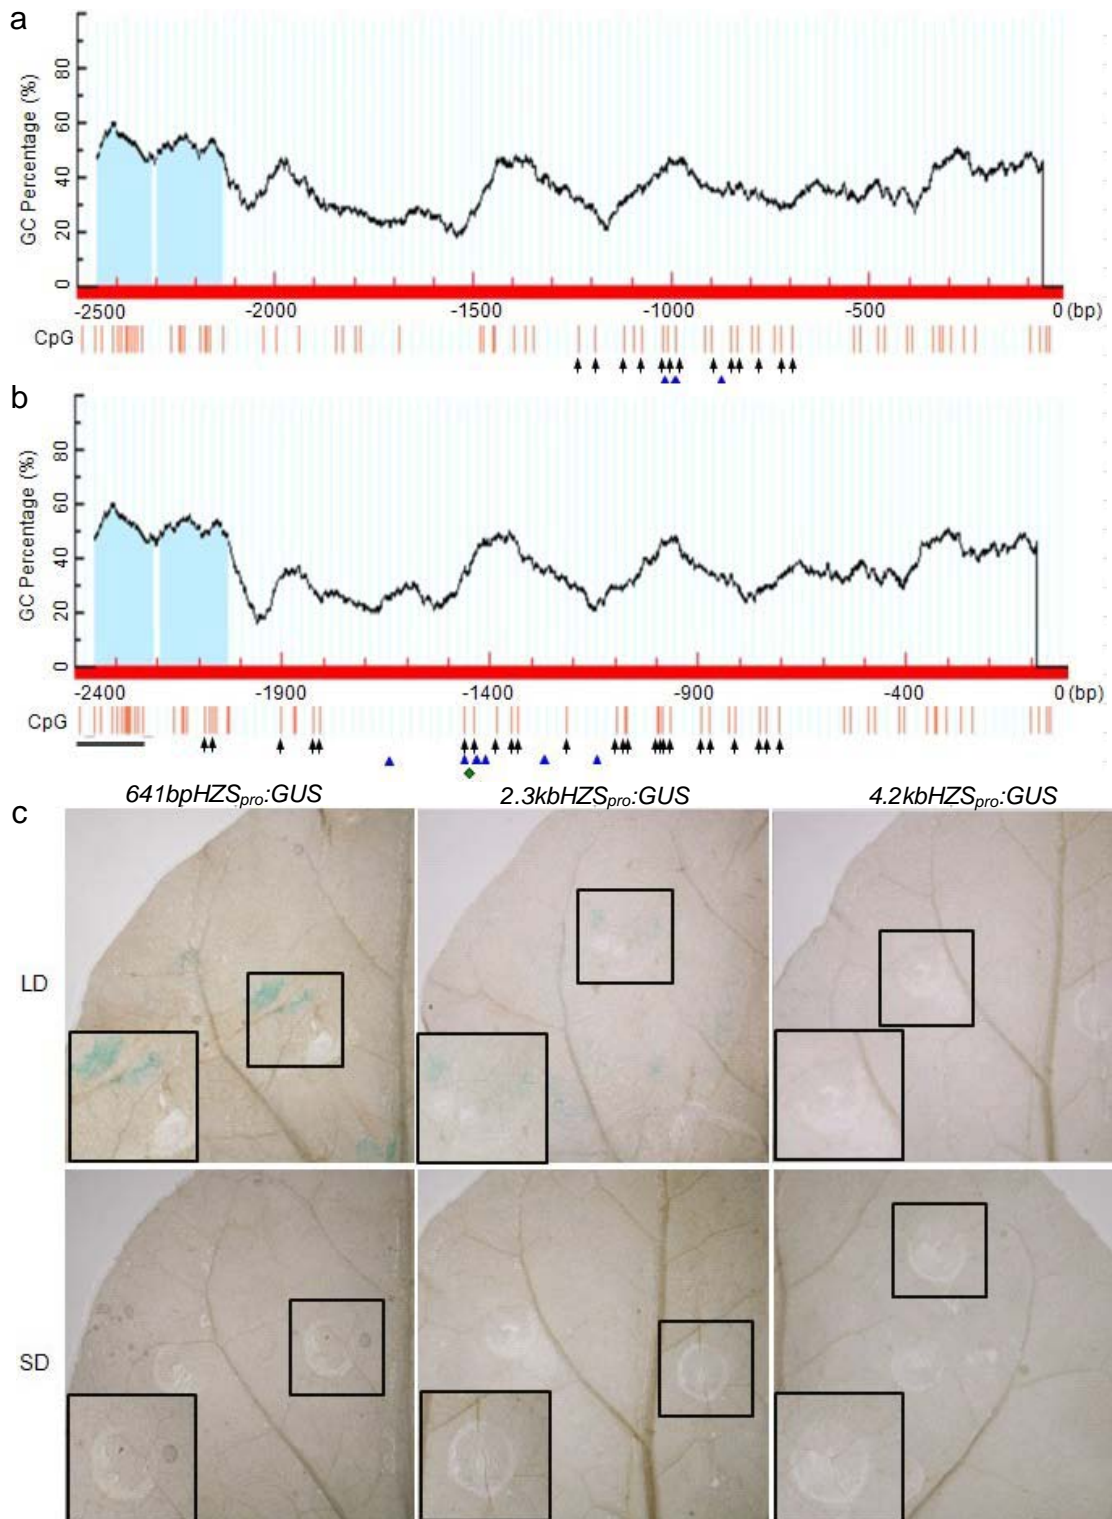 a
GC Percentage (%)
80
60
40
20
0
-2500 -2000 -1500 -1000 -500 0 (bp)
CpG
b
GC Percentage (%)
80
60
40
20
0
-2400 -1900 -1400 -900 -400 0 (bp)
CpG
c
641bpHZSpro:GUS 2.3kbHZSpro:GUS 4.2kbHZSpro:GUS
LD
SD